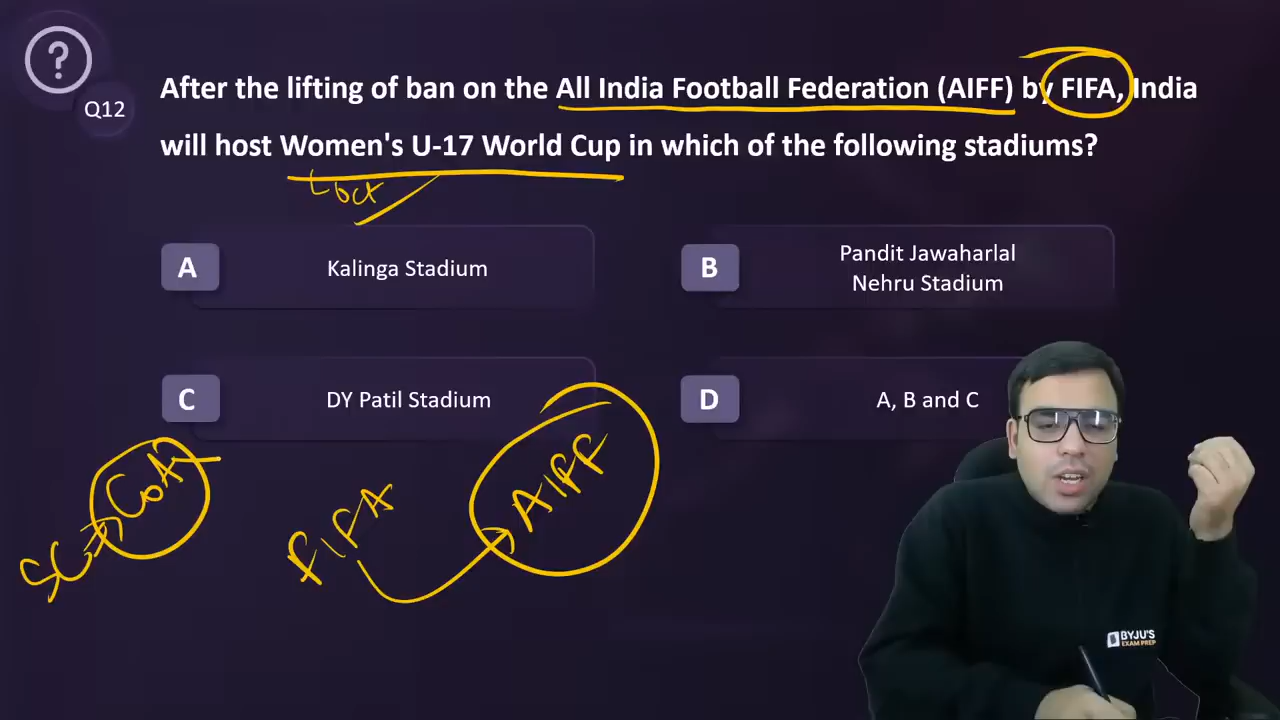 ?
Q12
After the lifting of ban on the All India Football Federation (AIFF) by FIFA, India
will host Women's U-17 World Cup in which of the following stadiums?
A
Kalinga Stadium
B
Pandit Jawaharlal
Nehru Stadium
C
DY Patil Stadium
D
A, B and C
SC
CoA
FIFA
AIFF
BYJU'S
EXAM PREP